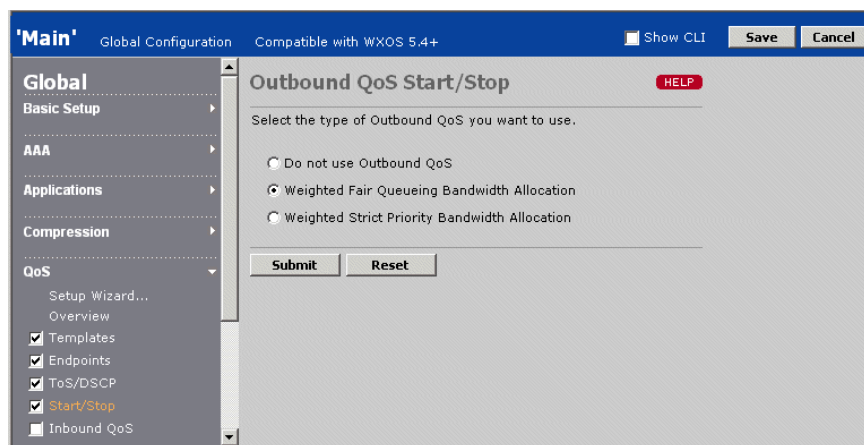 'Main' Global Configuration Compatible with WXOS 5.4+ Show CLI Save Cancel
Global
Basic Setup
AAA
Applications
Compression
QoS
Setup Wizard...
Overview
Templates
Endpoints
ToS/DSCP
Start/Stop
Inbound QoS
Outbound QoS Start/Stop HELP
Select the type of Outbound QoS you want to use.
Do not use Outbound QoS
Weighted Fair Queueing Bandwidth Allocation
Weighted Strict Priority Bandwidth Allocation
Submit Reset